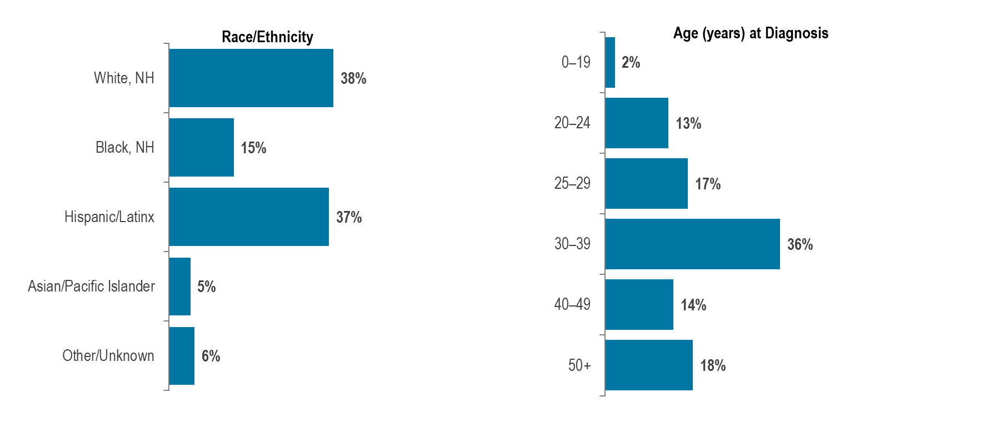 Race/Ethnicity
White, NH 38%
Black, NH 15%
Hispanic/Latinx 37%
Asian/Pacific Islander 5%
Other/Unknown 6%
Age (years) at Diagnosis
0–19 2%
20–24 13%
25–29 17%
30–39 36%
40–49 14%
50+ 18%